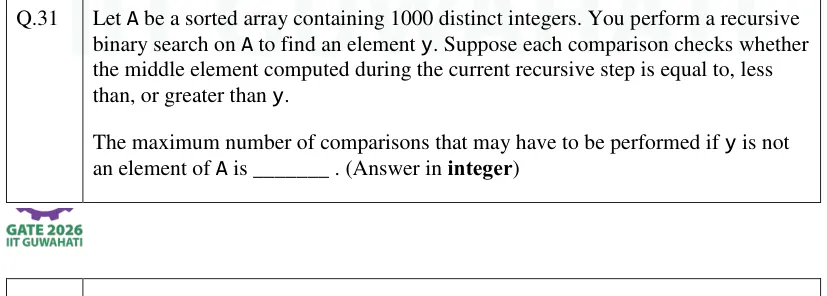 Q.31 Let A be a sorted array containing 1000 distinct integers. You perform a recursive
binary search on A to find an element y. Suppose each comparison checks whether
the middle element computed during the current recursive step is equal to, less
than, or greater than y.
The maximum number of comparisons that may have to be performed if y is not
an element of A is _______ . (Answer in integer)
GATE 2026
IIT GUWAHATI